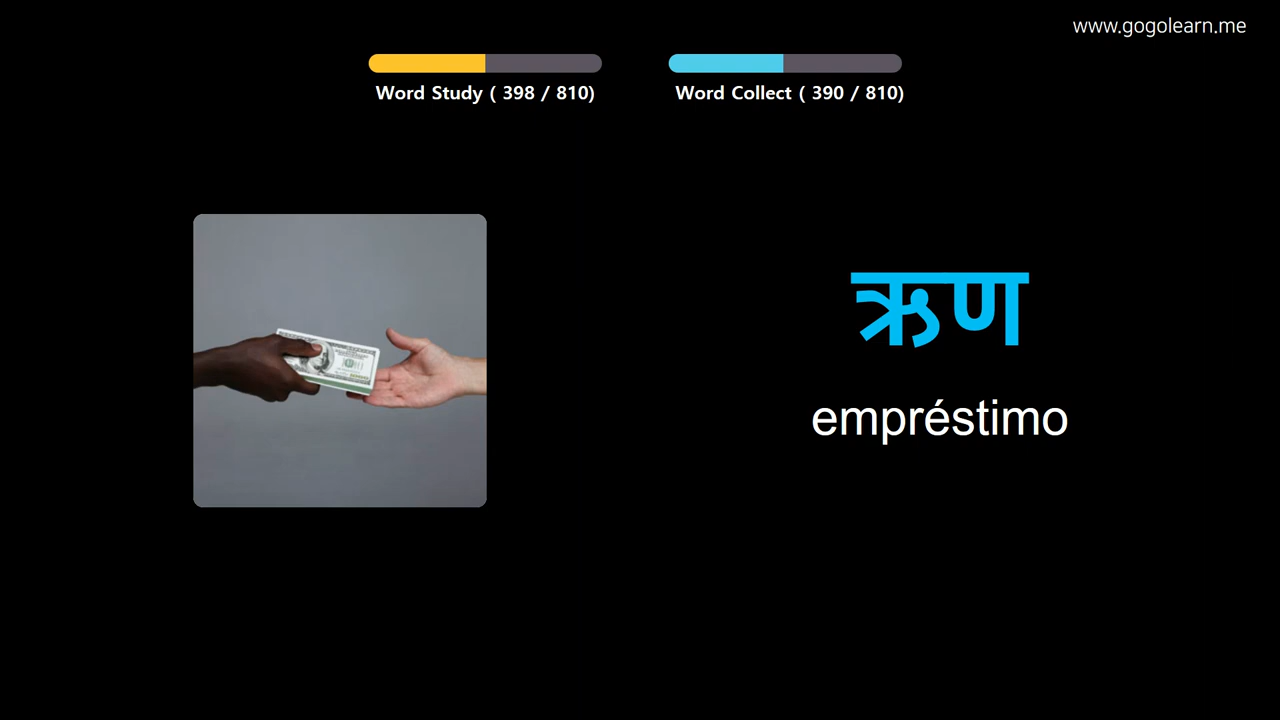 www.gogolearn.me
Word Study ( 398 / 810)
Word Collect ( 390 / 810)
ऋण
empréstimo